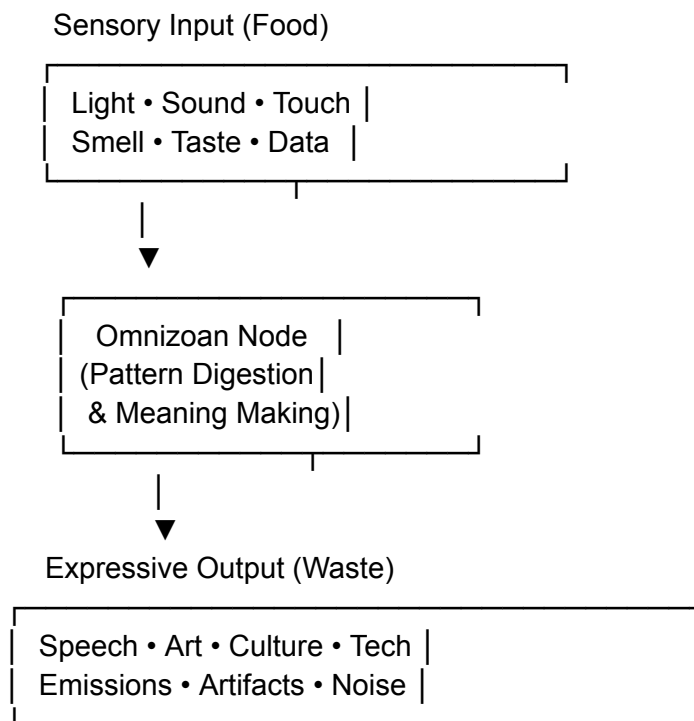 Sensory Input (Food)
Light • Sound • Touch
Smell • Taste • Data
Omnizoan Node
(Pattern Digestion
& Meaning Making)
Expressive Output (Waste)
Speech • Art • Culture • Tech
Emissions • Artifacts • Noise